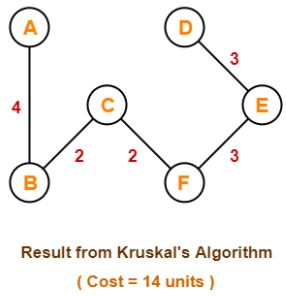 A D
3
4 C E
2 2 3
B F
Result from Kruskal's Algorithm
( Cost = 14 units )